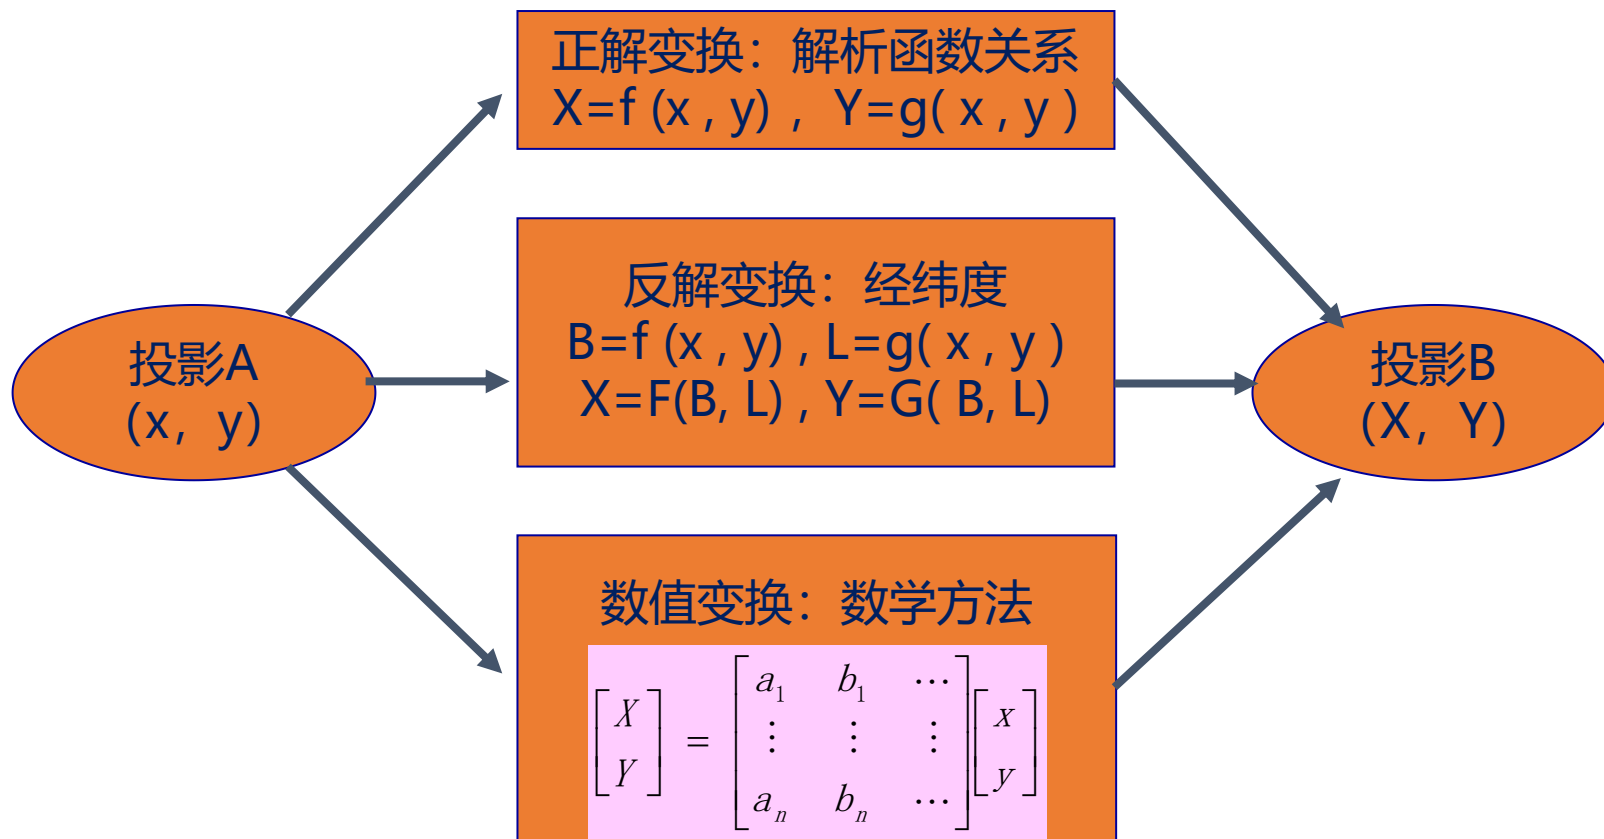 正解变换：解析函数关系
X=f (x , y) ,  Y=g( x , y )
反解变换：经纬度
B=f (x , y) , L=g( x , y )
X=F(B, L) , Y=G( B, L)
投影A
(x，y)
投影B
(X，Y)
数值变换：数学方法
[X Y] = [a₁ b₁ ⋯ ⋮ ⋮ ⋮ aₙ bₙ ⋯] [x y]